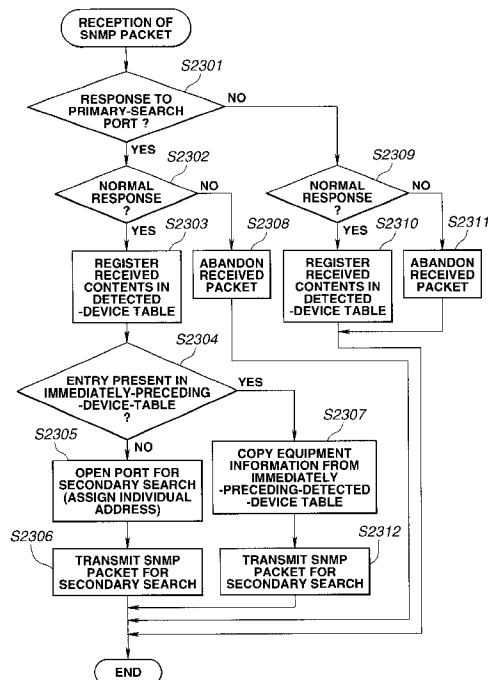 RECEPTION OF
SNMP PACKET
S2301
RESPONSE TO
PRIMARY-SEARCH
PORT ?
NO
YES
S2302
NORMAL
RESPONSE
?
NO
YES
S2309
NORMAL
RESPONSE
?
NO
YES
S2303
REGISTER
RECEIVED
CONTENTS IN
DETECTED
-DEVICE TABLE
S2308
ABANDON
RECEIVED
PACKET
S2310
REGISTER
RECEIVED
CONTENTS IN
DETECTED
-DEVICE TABLE
S2311
ABANDON
RECEIVED
PACKET
S2304
ENTRY PRESENT IN
IMMEDIATELY-PRECEDING
-DEVICE-TABLE
?
YES
NO
S2305
OPEN PORT FOR
SECONDARY SEARCH
(ASSIGN INDIVIDUAL
ADDRESS)
S2307
COPY EQUIPMENT
INFORMATION FROM
IMMEDIATELY
-PRECEDING-DETECTED
-DEVICE TABLE
S2306
TRANSMIT SNMP
PACKET FOR
SECONDARY SEARCH
S2312
TRANSMIT SNMP
PACKET FOR
SECONDARY SEARCH
END